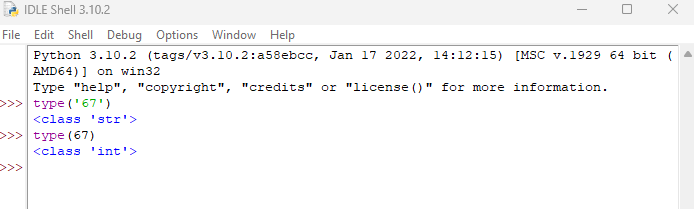 IDLE Shell 3.10.2
File Edit Shell Debug Options Window Help
Python 3.10.2 (tags/v3.10.2:a58ebcc, Jan 17 2022, 14:12:15) [MSC v.1929 64 bit (
AMD64)] on win32
Type "help", "copyright", "credits" or "license()" for more information.
>>> type('67')
<class 'str'>
>>> type(67)
<class 'int'>
>>>